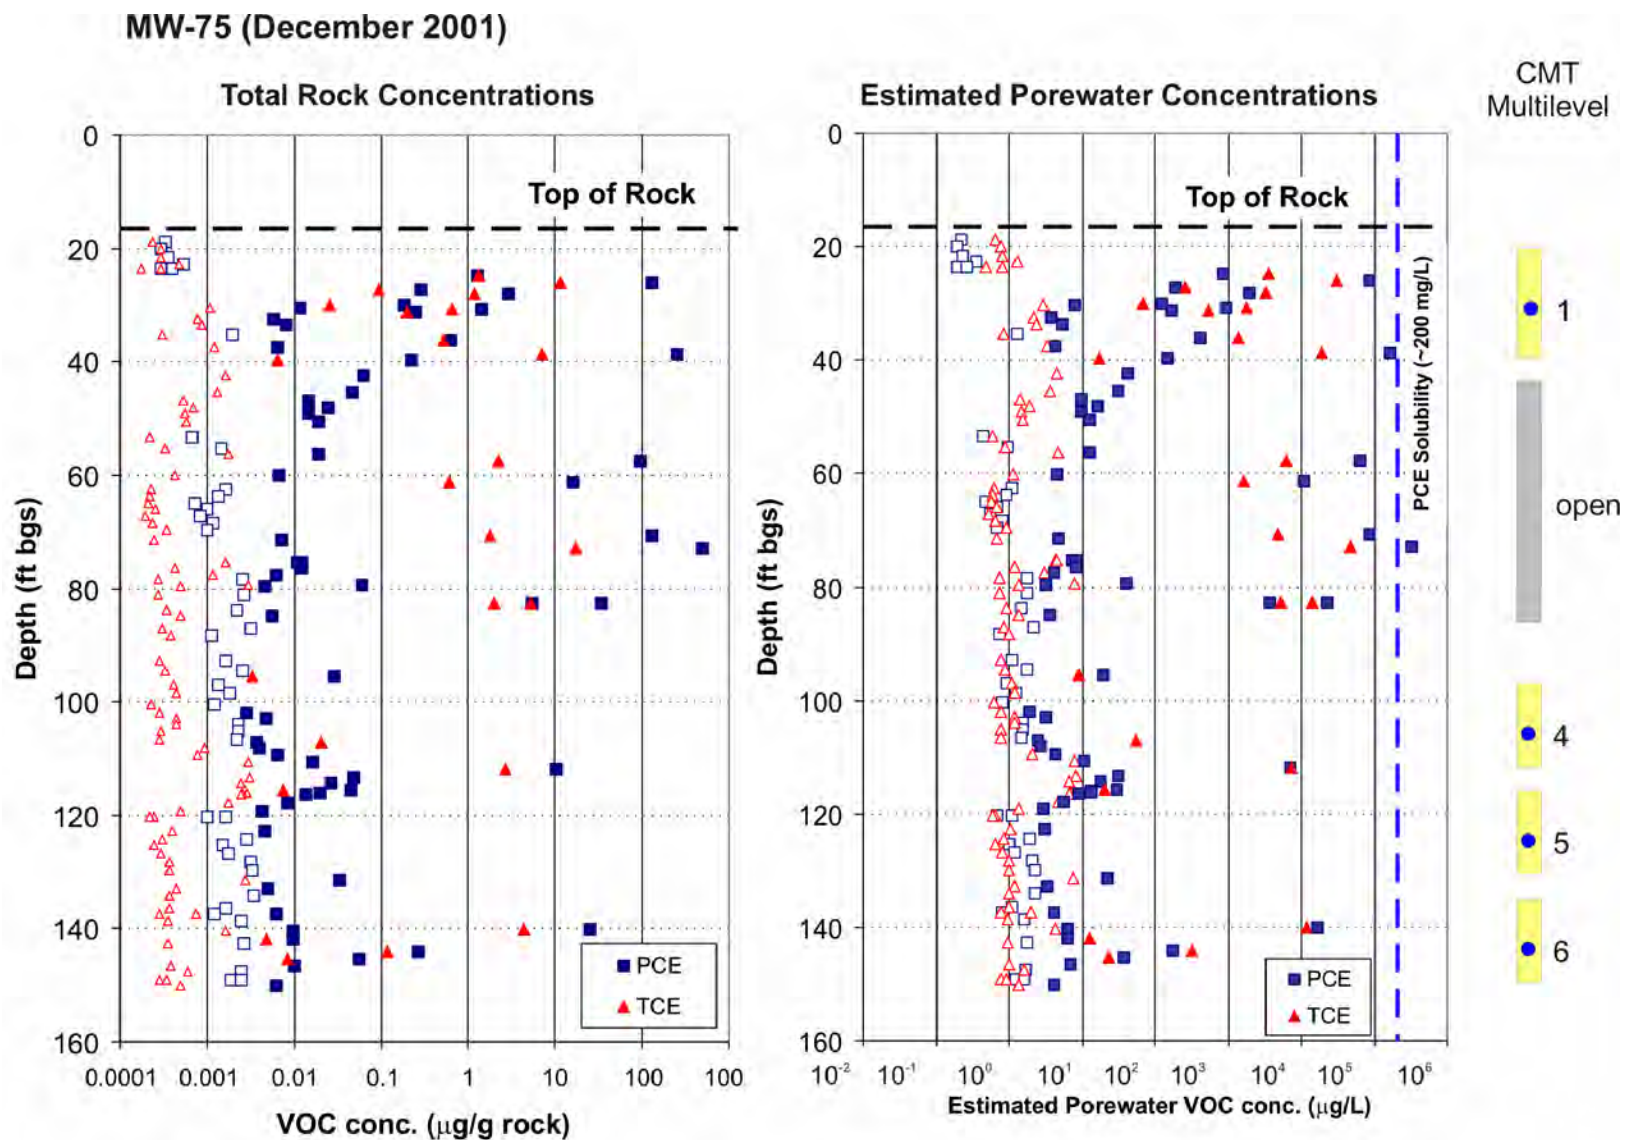 MW-75 (December 2001)
Total Rock Concentrations
0
20
40
60
80
100
120
140
160
Depth (ft bgs)
Top of Rock
PCE
TCE
0.0001 0.001 0.01 0.1 1 10 100 100
VOC conc. (μg/g rock)
Estimated Porewater Concentrations
0
20
40
60
80
100
120
140
160
Depth (ft bgs)
Top of Rock
PCE Solubility (~200 mg/L)
PCE
TCE
10-2 10-1 10⁰ 10¹ 10² 10³ 10⁴ 10⁵ 10⁶
Estimated Porewater VOC conc. (μg/L)
CMT
Multilevel
1
open
4
5
6